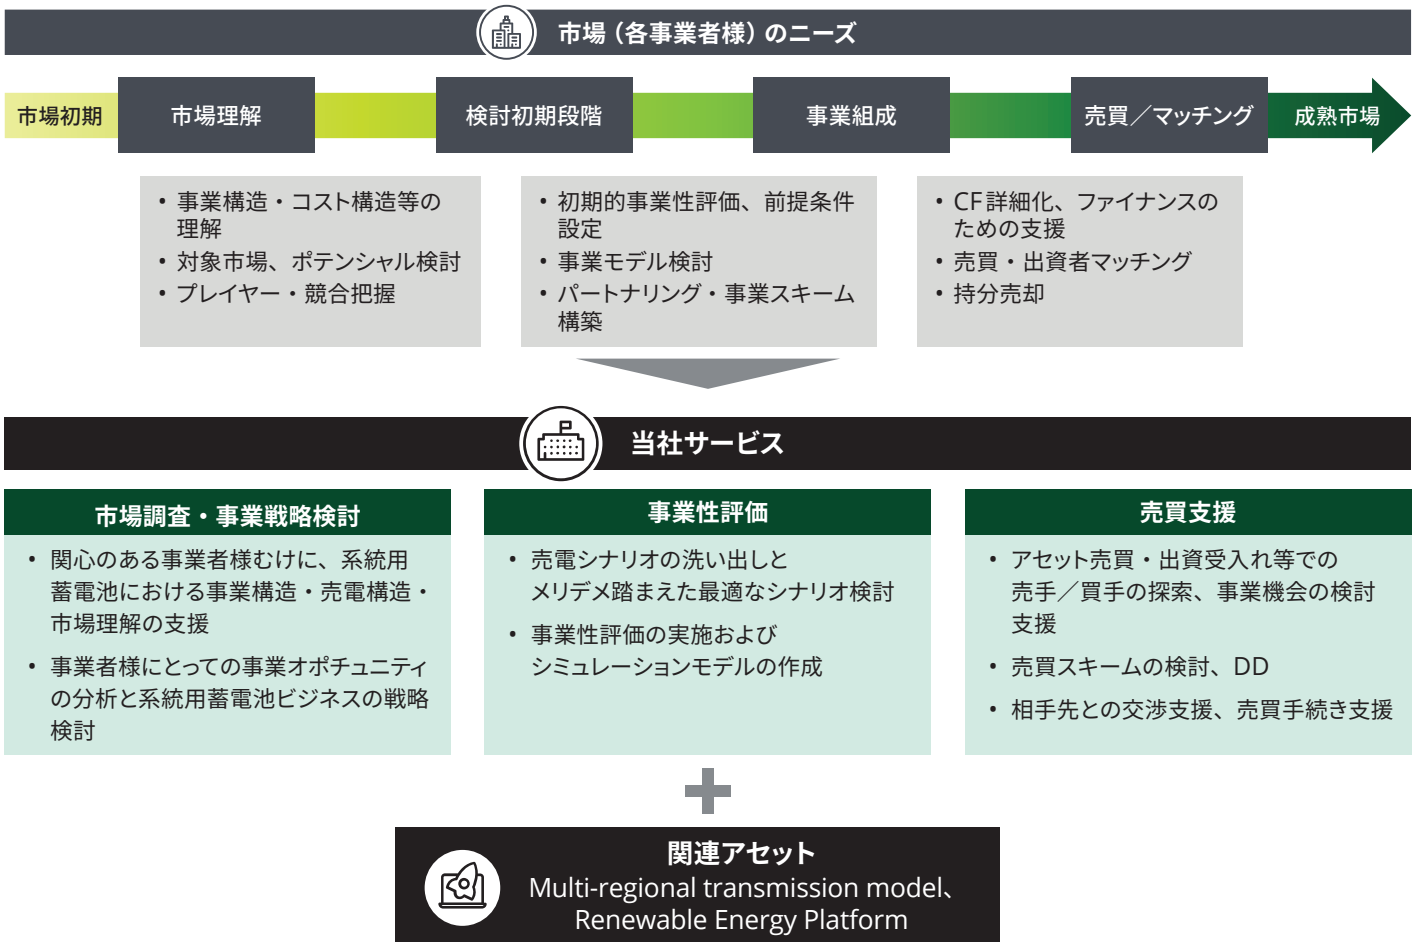 市場（各事業者様）のニーズ
市場初期
市場理解
検討初期段階
事業組成
売買／マッチング
成熟市場
• 事業構造・コスト構造等の
理解
• 対象市場、ポテンシャル検討
• プレイヤー・競合把握
• 初期的事業性評価、前提条件
設定
• 事業モデル検討
• パートナリング・事業スキーム
構築
• CF詳細化、ファイナンスの
ための支援
• 売買・出資者マッチング
• 持分売却
当社サービス
市場調査・事業戦略検討
• 関心のある事業者様むけに、系統用
蓄電池における事業構造・売電構造・
市場理解の支援
• 事業者様にとっての事業オポチュニティ
の分析と系統用蓄電池ビジネスの戦略
検討
事業性評価
• 売電シナリオの洗い出しと
メリデメ踏まえた最適なシナリオ検討
• 事業性評価の実施および
シミュレーションモデルの作成
売買支援
• アセット売買・出資受入れ等での
売手／買手の探索、事業機会の検討
支援
• 売買スキームの検討、DD
• 相手先との交渉支援、売買手続き支援
関連アセット
Multi-regional transmission model、
Renewable Energy Platform